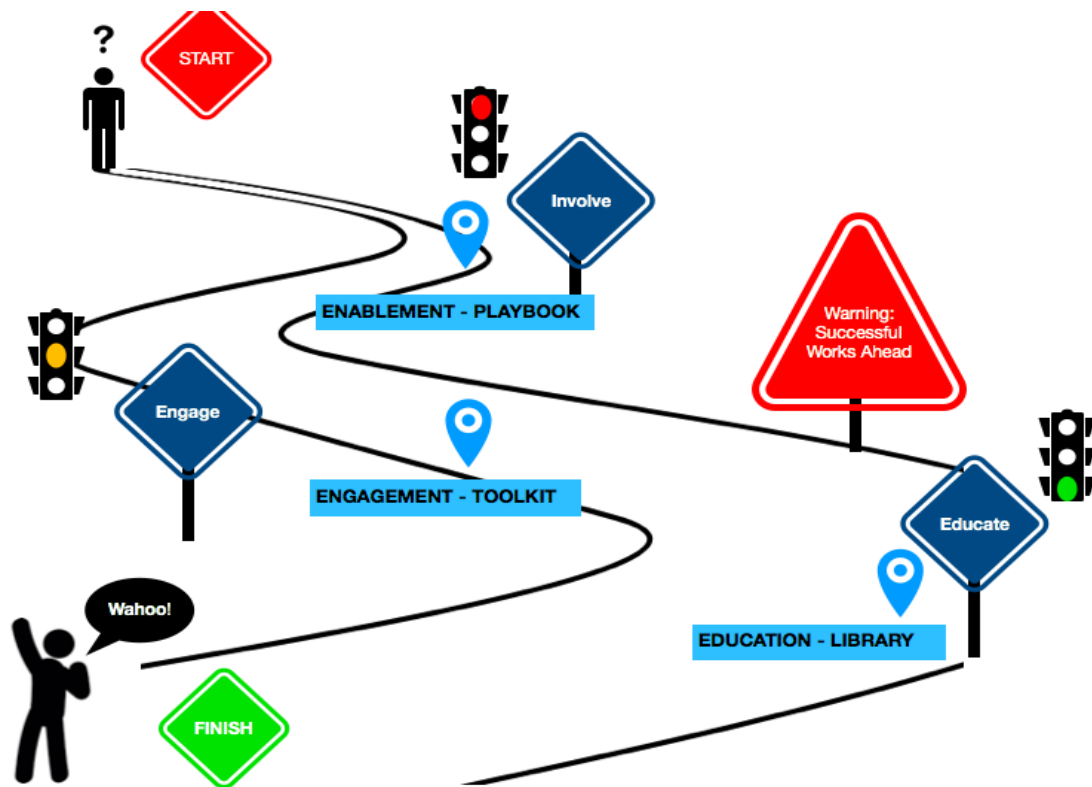 ?
START
Involve
ENABLEMENT - PLAYBOOK
Warning:
Successful
Works Ahead
Engage
ENGAGEMENT - TOOLKIT
Educate
EDUCATION - LIBRARY
Wahoo!
FINISH